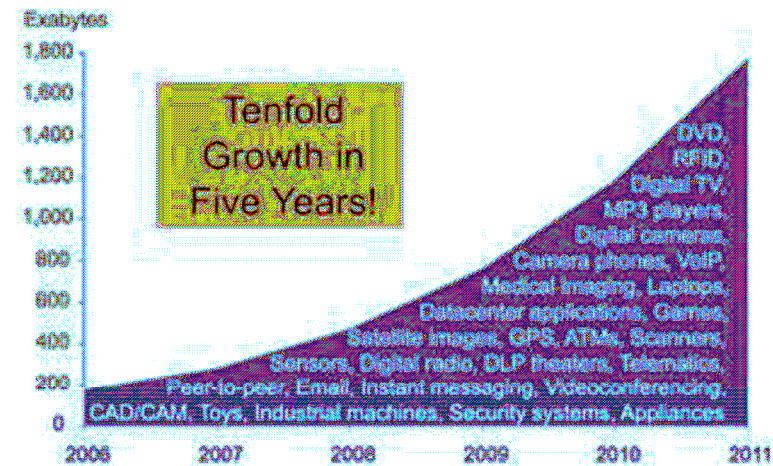 Exabytes
1,800
1,600
1,400
1,200
1,000
800
600
400
200
0
Tenfold
Growth in
Five Years!
DVD,
RFID,
Digital TV,
MP3 players,
Digital cameras,
Camera phones, VoIP,
Medical imaging, Laptops,
Datacenter applications, Games,
Satellite images, GPS, ATMs, Scanners,
Sensors, Digital radio, DLP theaters, Telematics,
Peer-to-peer, Email, Instant messaging, Videoconferencing,
CAD/CAM, Toys, Industrial machines, Security systems, Appliances
2006 2007 2008 2009 2010 2011